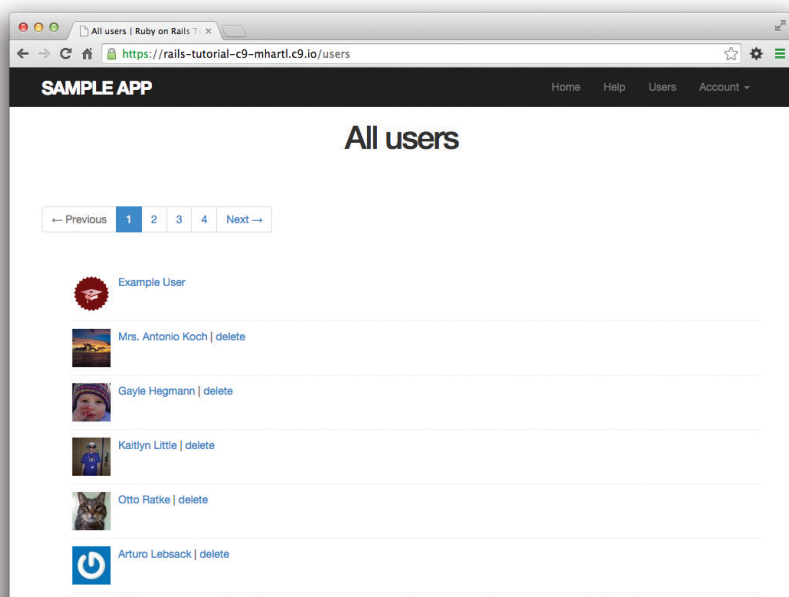 All users | Ruby on Rails T
https://rails-tutorial-c9-mhartl.c9.io/users
SAMPLE APP
Home Help Users Account
All users
← Previous 1 2 3 4 Next →
Example User
Mrs. Antonio Koch | delete
Gayle Hegmann | delete
Kaitlyn Little | delete
Otto Ratke | delete
Arturo Lebsack | delete